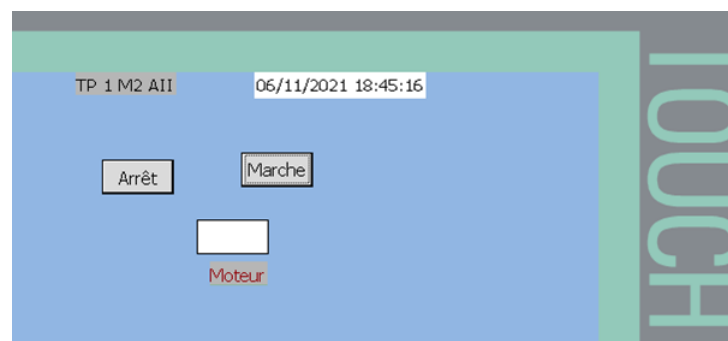 TP 1 M2 AII
06/11/2021 18:45:16
Arrêt
Marche
Moteur
TOUCH